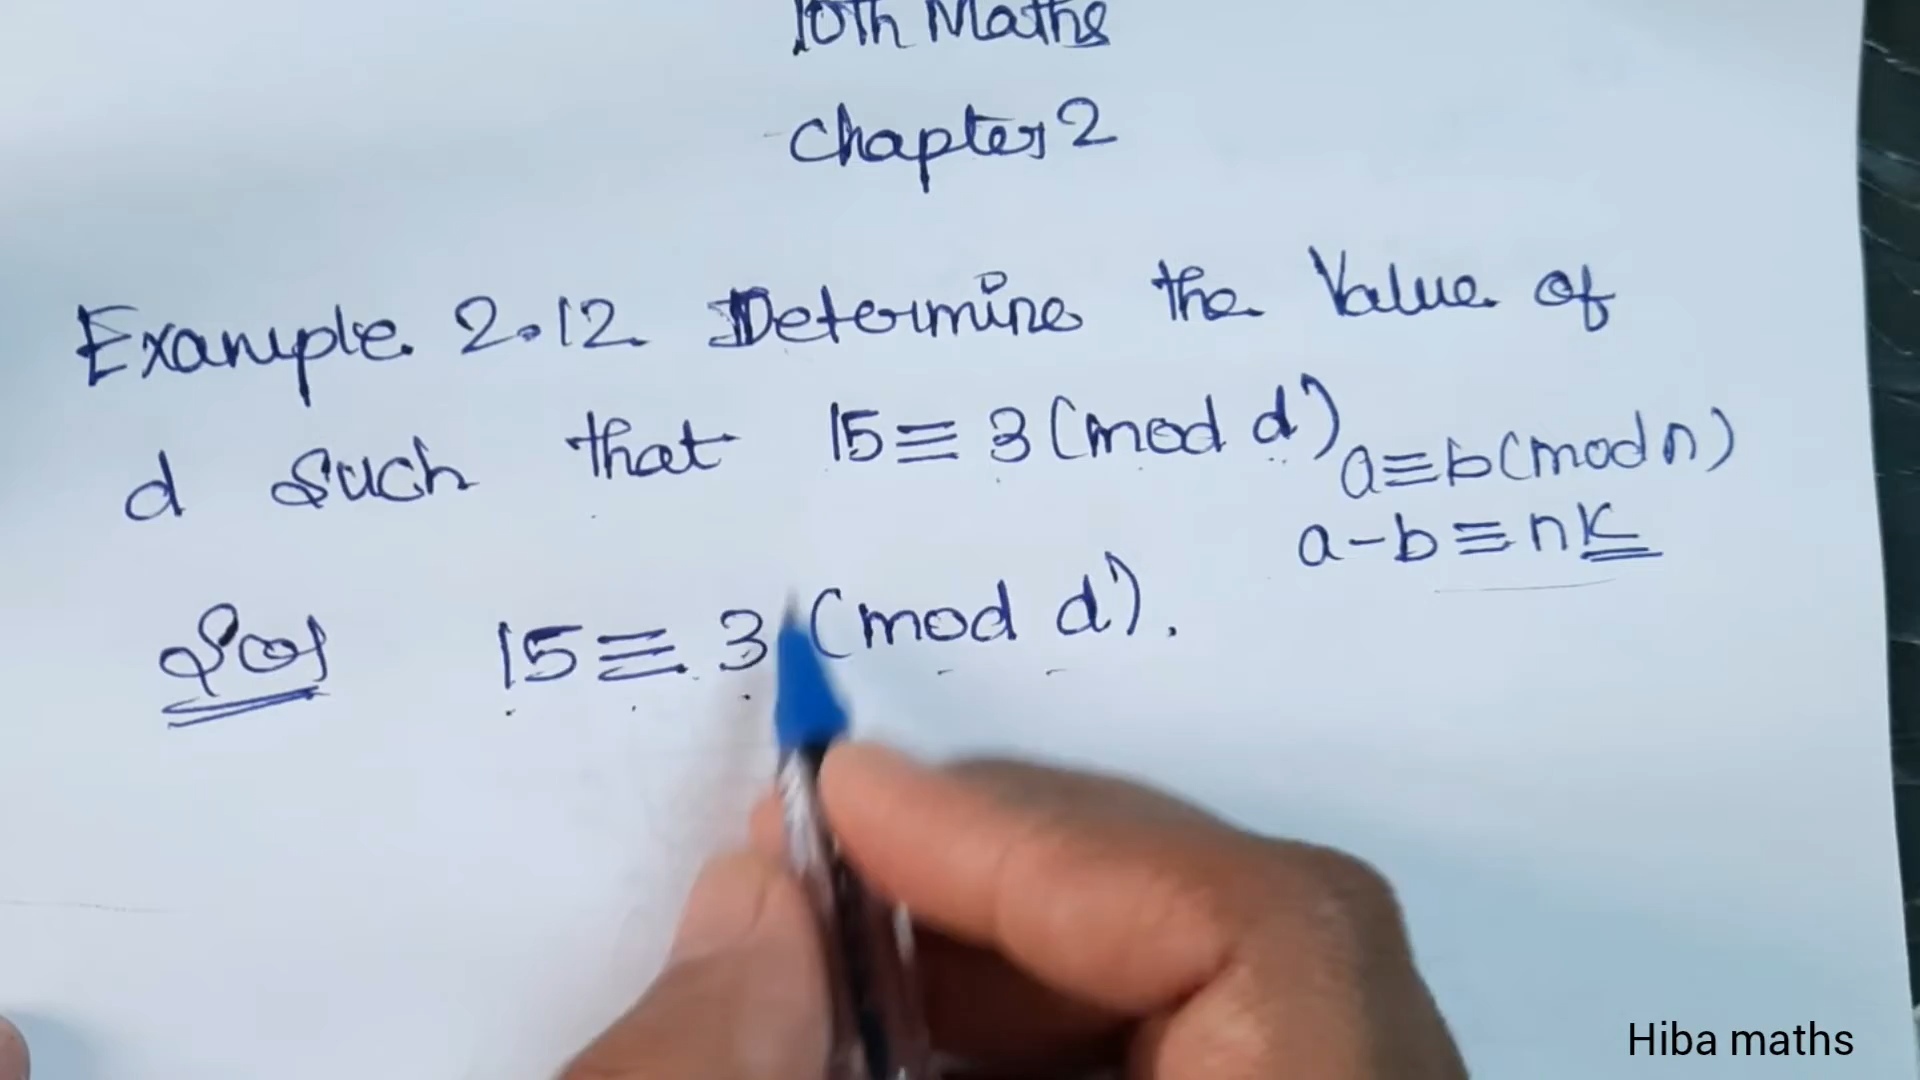 10th Maths
Chapter 2
Example 2.12 Determine the Value of
d such that 15 ≡ 3 (mod d)
a ≡ b (mod n)
a - b ≡ nk
Sol 15 ≡ 3 (mod d).
Hiba maths